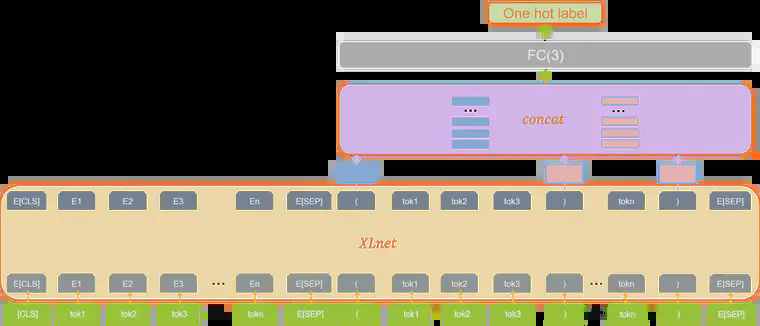 One hot label
FC(3)
... concat ...
E[CLS] E1 E2 E3 En E[SEP] ( tok1 tok2 tok3 ) tokn ) E[SEP]
XLnet
E[CLS] E1 E2 E3 ... En E[SEP] ( tok1 tok2 tok3 ) ... tokn ) E[SEP]
[CLS] tok1 tok2 tok3 tokn E[SEP] ( tok1 tok2 tok3 ) tokn ) E[SEP]